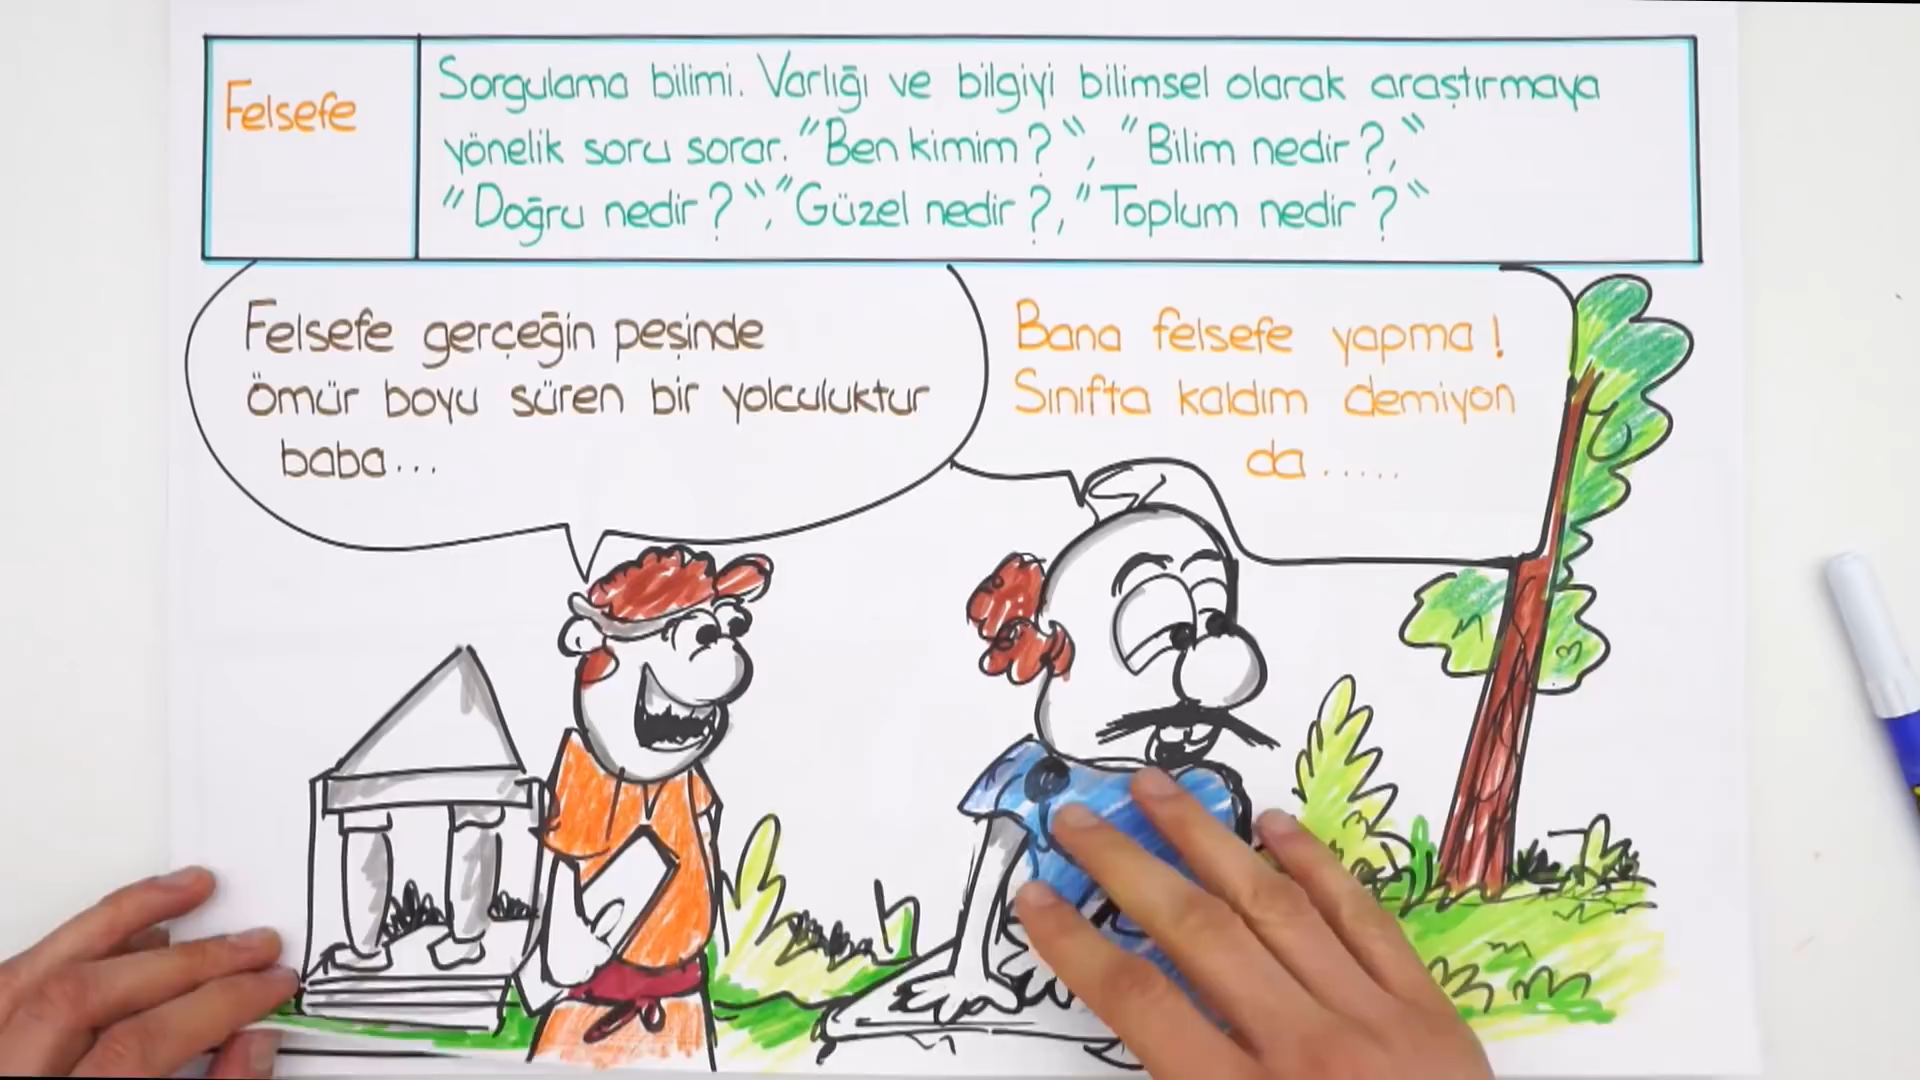 Felsefe
Sorgulama bilimi. Varlığı ve bilgiyi bilimsel olarak araştırmaya
yönelik soru sorar. "Ben kimim?", "Bilim nedir?,"
"Doğru nedir?","Güzel nedir?,"Toplum nedir?"
Felsefe gerçeğin peşinde
ömür boyu süren bir yolculuktur
baba...
Bana felsefe yapma!
Sınıfta kaldım demiyon
da.....